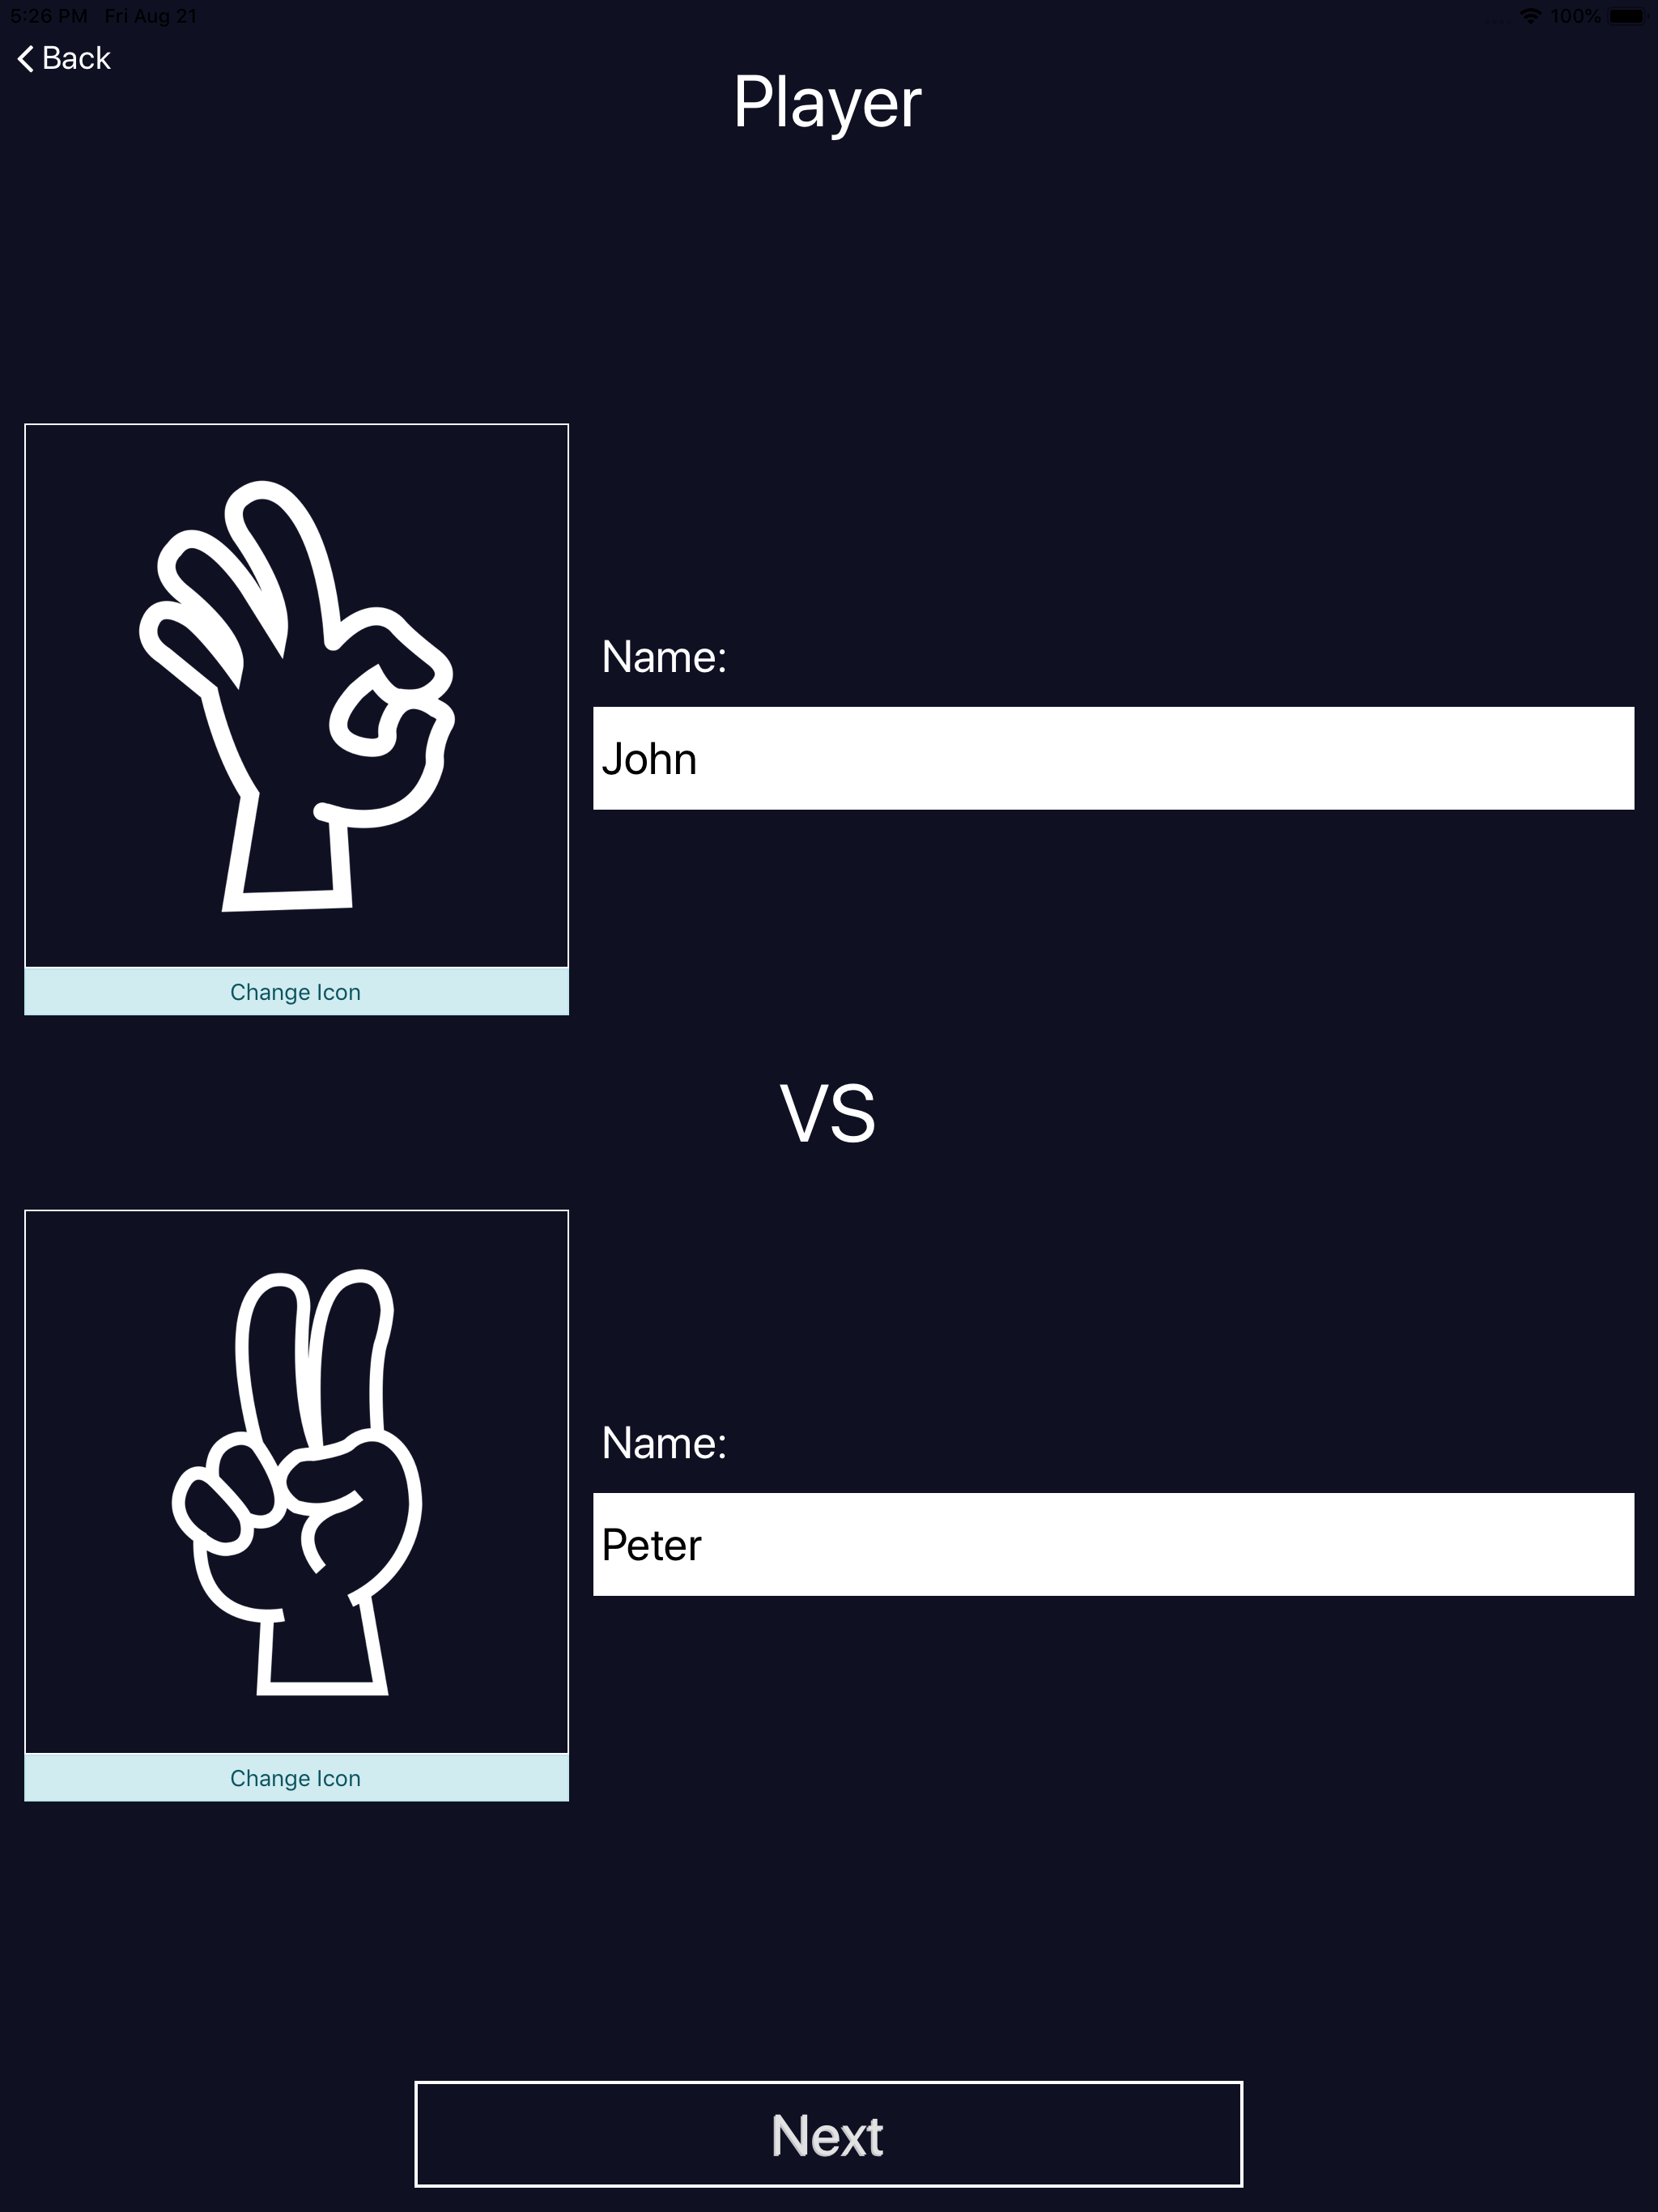 5:26 PM Fri Aug 21 100%
Back
Player
Name:
John
Change Icon
VS
Name:
Peter
Change Icon
Next